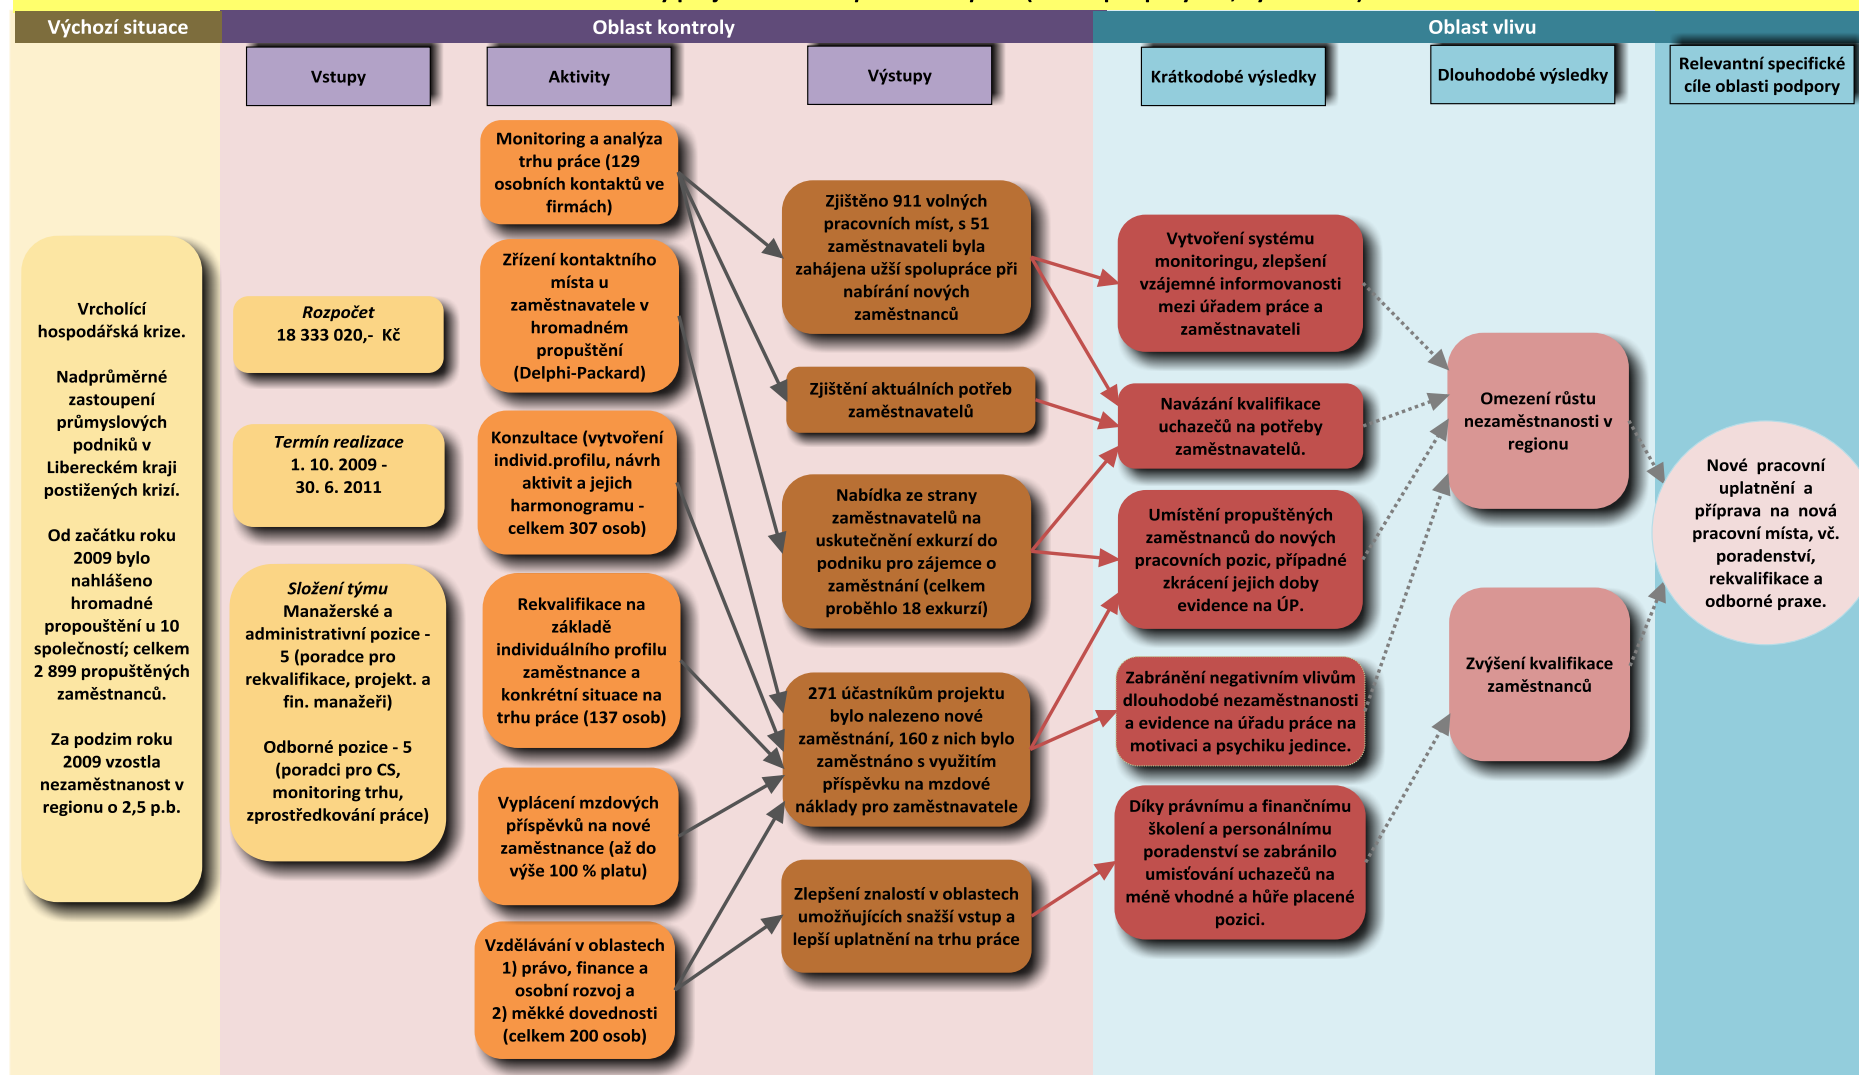 Výchozí situace
Oblast kontroly
Oblast vlivu
Vstupy
Aktivity
Výstupy
Krátkodobé výsledky
Dlouhodobé výsledky
Relevantní specifické
cíle oblasti podpory
Vrcholící
hospodářská krize.
Nadprůměrné
zastoupení
průmyslových
podniků v
Libereckém kraji
postižených krizí.
Od začátku roku
2009 bylo
nahlášeno
hromadné
propouštění u 10
společností; celkem
2 899 propuštěných
zaměstnanců.
Za podzim roku
2009 vzostla
nezaměstnanost v
regionu o 2,5 p.b.
Rozpočet
18 333 020,- Kč
Termín realizace
1. 10. 2009 -
30. 6. 2011
Složení týmu
Manažerské a
administrativní pozice -
5 (poradce pro
rekvalifikace, projekt. a
fin. manažeři)
Odborné pozice - 5
(poradci pro CS,
monitoring trhu,
zprostředkování práce)
Monitoring a analýza
trhu práce (129
osobních kontaktů ve
firmách)
Zřízení kontaktního
místa u
zaměstnavatele v
hromadném
propuštění
(Delphi-Packard)
Konzultace (vytvoření
individ.profilu, návrh
aktivit a jejich
harmonogramu -
celkem 307 osob)
Rekvalifikace na
základě
individuálního profilu
zaměstnance a
konkrétní situace na
trhu práce (137 osob)
Vyplácení mzdových
příspěvků na nové
zaměstnance (až do
výše 100 % platu)
Vzdělávání v oblastech
1) právo, finance a
osobní rozvoj a
2) měkké dovednosti
(celkem 200 osob)
Zjištěno 911 volných
pracovních míst, s 51
zaměstnavateli byla
zahájena užší spolupráce při
nabírání nových
zaměstnanců
Zjištění aktuálních potřeb
zaměstnavatelů
Nabídka ze strany
zaměstnavatelů na
uskutečnění exkurzí do
podniku pro zájemce o
zaměstnání (celkem
proběhlo 18 exkurzí)
271 účastníkům projektu
bylo nalezeno nové
zaměstnání, 160 z nich bylo
zaměstnáno s využitím
příspěvku na mzdové
náklady pro zaměstnavatele
Zlepšení znalostí v oblastech
umožňujících snažší vstup a
lepší uplatnění na trhu práce
Vytvoření systému
monitoringu, zlepšení
vzájemné informovanosti
mezi úřadem práce a
zaměstnavateli
Navázání kvalifikace
uchazečů na potřeby
zaměstnavatelů.
Umístění propuštěných
zaměstnanců do nových
pracovních pozic, případné
zkrácení jejich doby
evidence na ÚP.
Zabránění negativním vlivům
dlouhodobé nezaměstnanosti
a evidence na úřadu práce na
motivaci a psychiku jedince.
Díky právnímu a finančnímu
školení a personálnímu
poradenství se zabránilo
umisťování uchazečů na
méně vhodné a hůře placené
pozici.
Omezení růstu
nezaměstnanosti v
regionu
Zvýšení kvalifikace
zaměstnanců
Nové pracovní
uplatnění a
příprava na nová
pracovní místa, vč.
poradenství,
rekvalifikace a
odborné praxe.